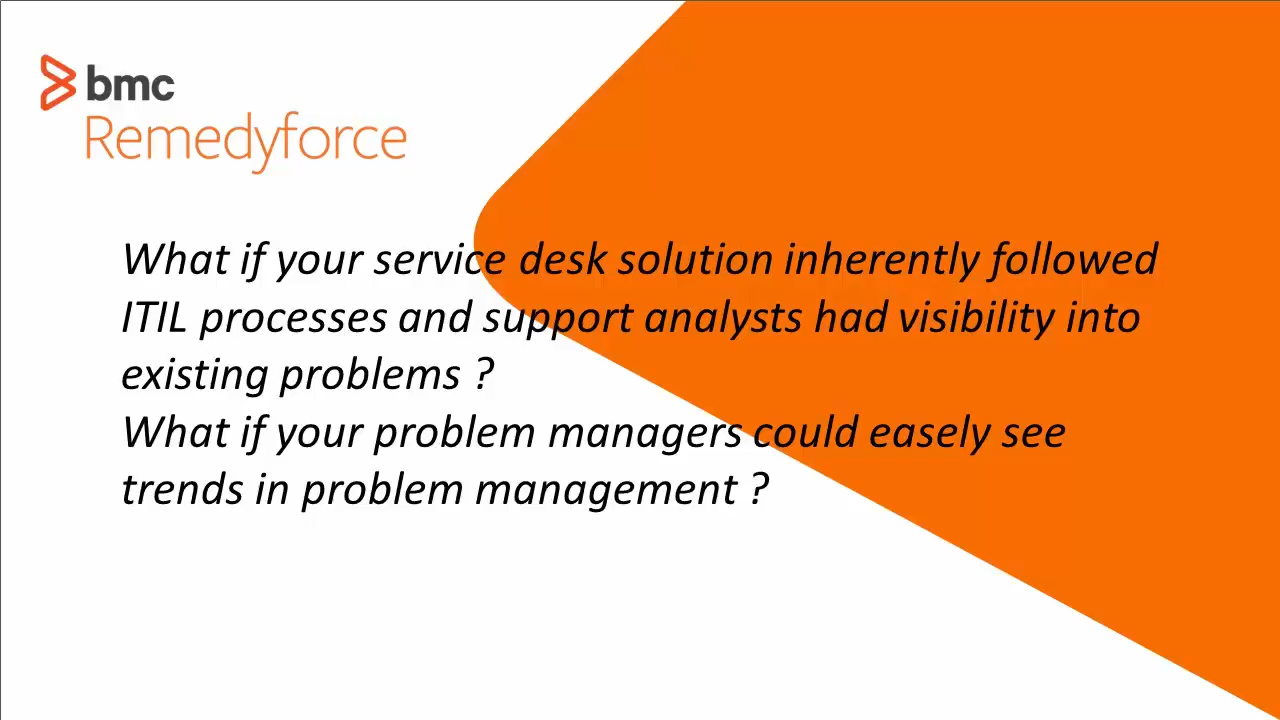 bmc
Remedyforce
What if your service desk solution inherently followed
ITIL processes and support analysts had visibility into
existing problems ?
What if your problem managers could easely see
trends in problem management ?